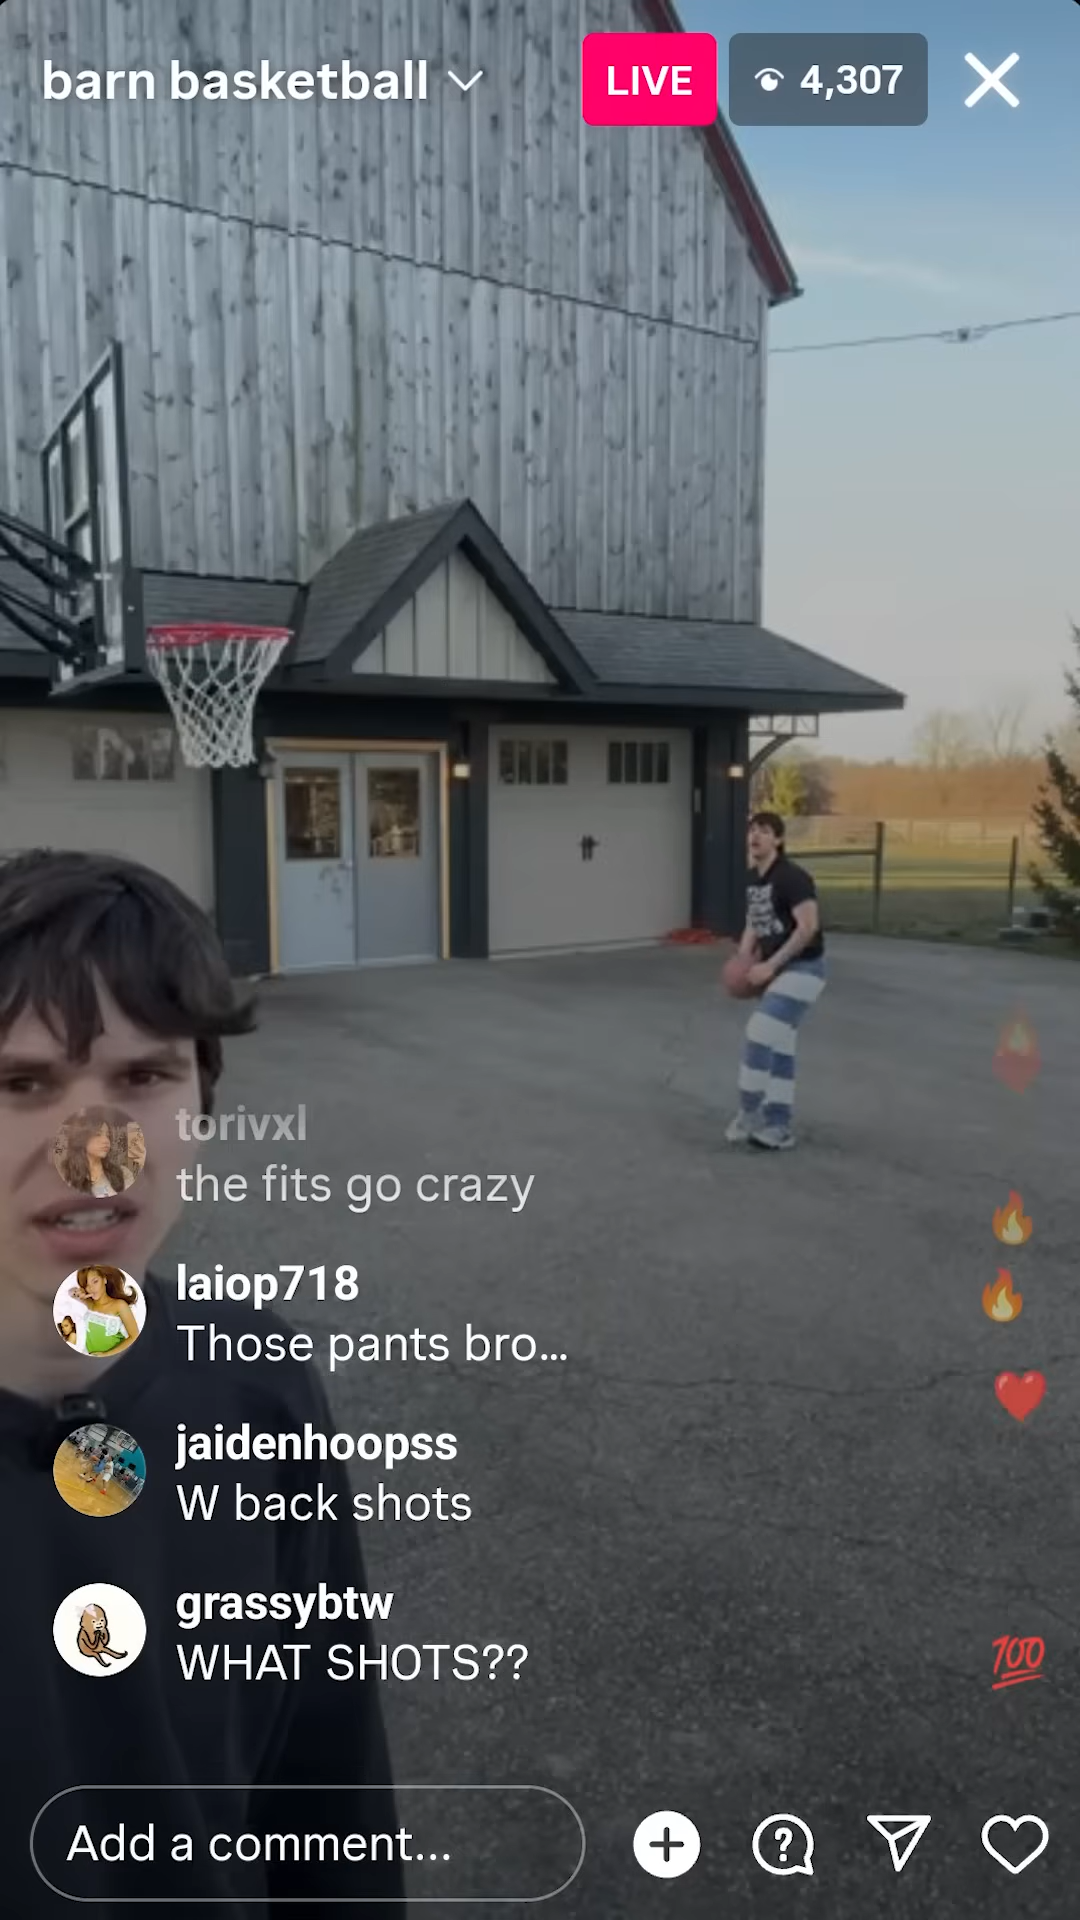 barn basketball
LIVE
4,307
torivxl
the fits go crazy
laiop718
Those pants bro...
jaidenhoopss
W back shots
grassybtw
WHAT SHOTS??
💯
Add a comment...